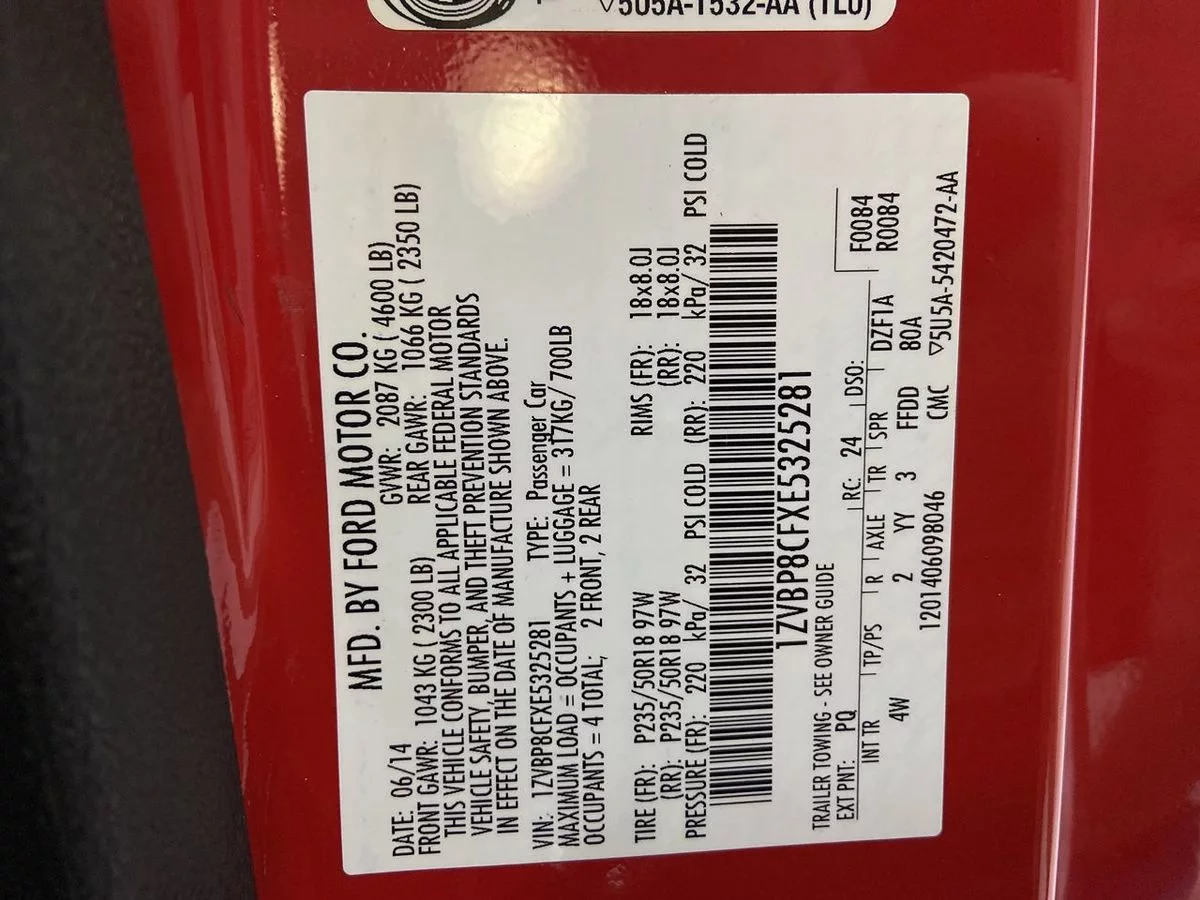 ▽5U5A-1532-AA (TLU)
MFD. BY FORD MOTOR CO.
DATE: 06/14 GVWR: 2087 KG ( 4600 LB)
FRONT GAWR: 1043 KG ( 2300 LB) REAR GAWR: 1066 KG ( 2350 LB)
THIS VEHICLE CONFORMS TO ALL APPLICABLE FEDERAL MOTOR
VEHICLE SAFETY, BUMPER, AND THEFT PREVENTION STANDARDS
IN EFFECT ON THE DATE OF MANUFACTURE SHOWN ABOVE.
VIN: 1ZVBP8CFXE5325281 TYPE: Passenger Car
MAXIMUM LOAD = OCCUPANTS + LUGGAGE = 317KG/700LB
OCCUPANTS = 4 TOTAL; 2 FRONT, 2 REAR
TIRE (FR): P235/50R18 97W RIMS (FR): 18x8.0J
(RR): P235/50R18 97W (RR): 18x8.0J
PRESSURE (FR): 220 kPa/ 32 PSI COLD (RR): 220 kPa/ 32 PSI COLD
1ZVBP8CFXE5325281
TRAILER TOWING - SEE OWNER GUIDE
EXT PNT: PQ RC: 24 DSO: F0084
INT TR TP/PS R AXLE TR SPR DZF1A R0084
4W 2 YY 3 FFDD 80A
1201406098046 CMC ▽5U5A-5420472-AA